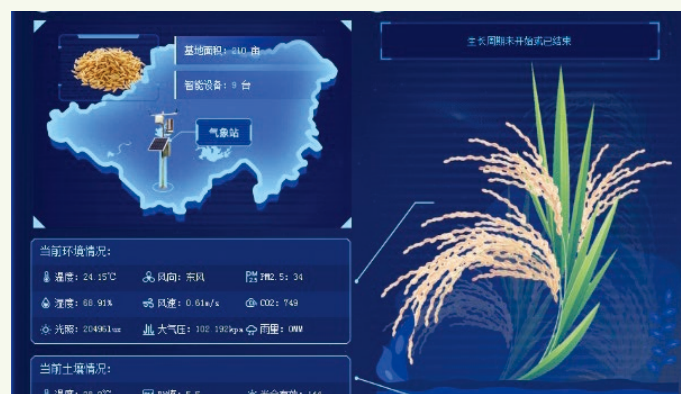 基地面积: 210 亩
智能设备: 9 台
气象站
生长周期未开始或已结束
当前环境情况:
温度: 24.15℃ 风向: 东风 PM2.5: 34
湿度: 68.91% 风速: 0.61m/s CO2: 749
光照: 20496lux 大气压: 102.192kpa 雨量: 0MM
当前土壤情况: